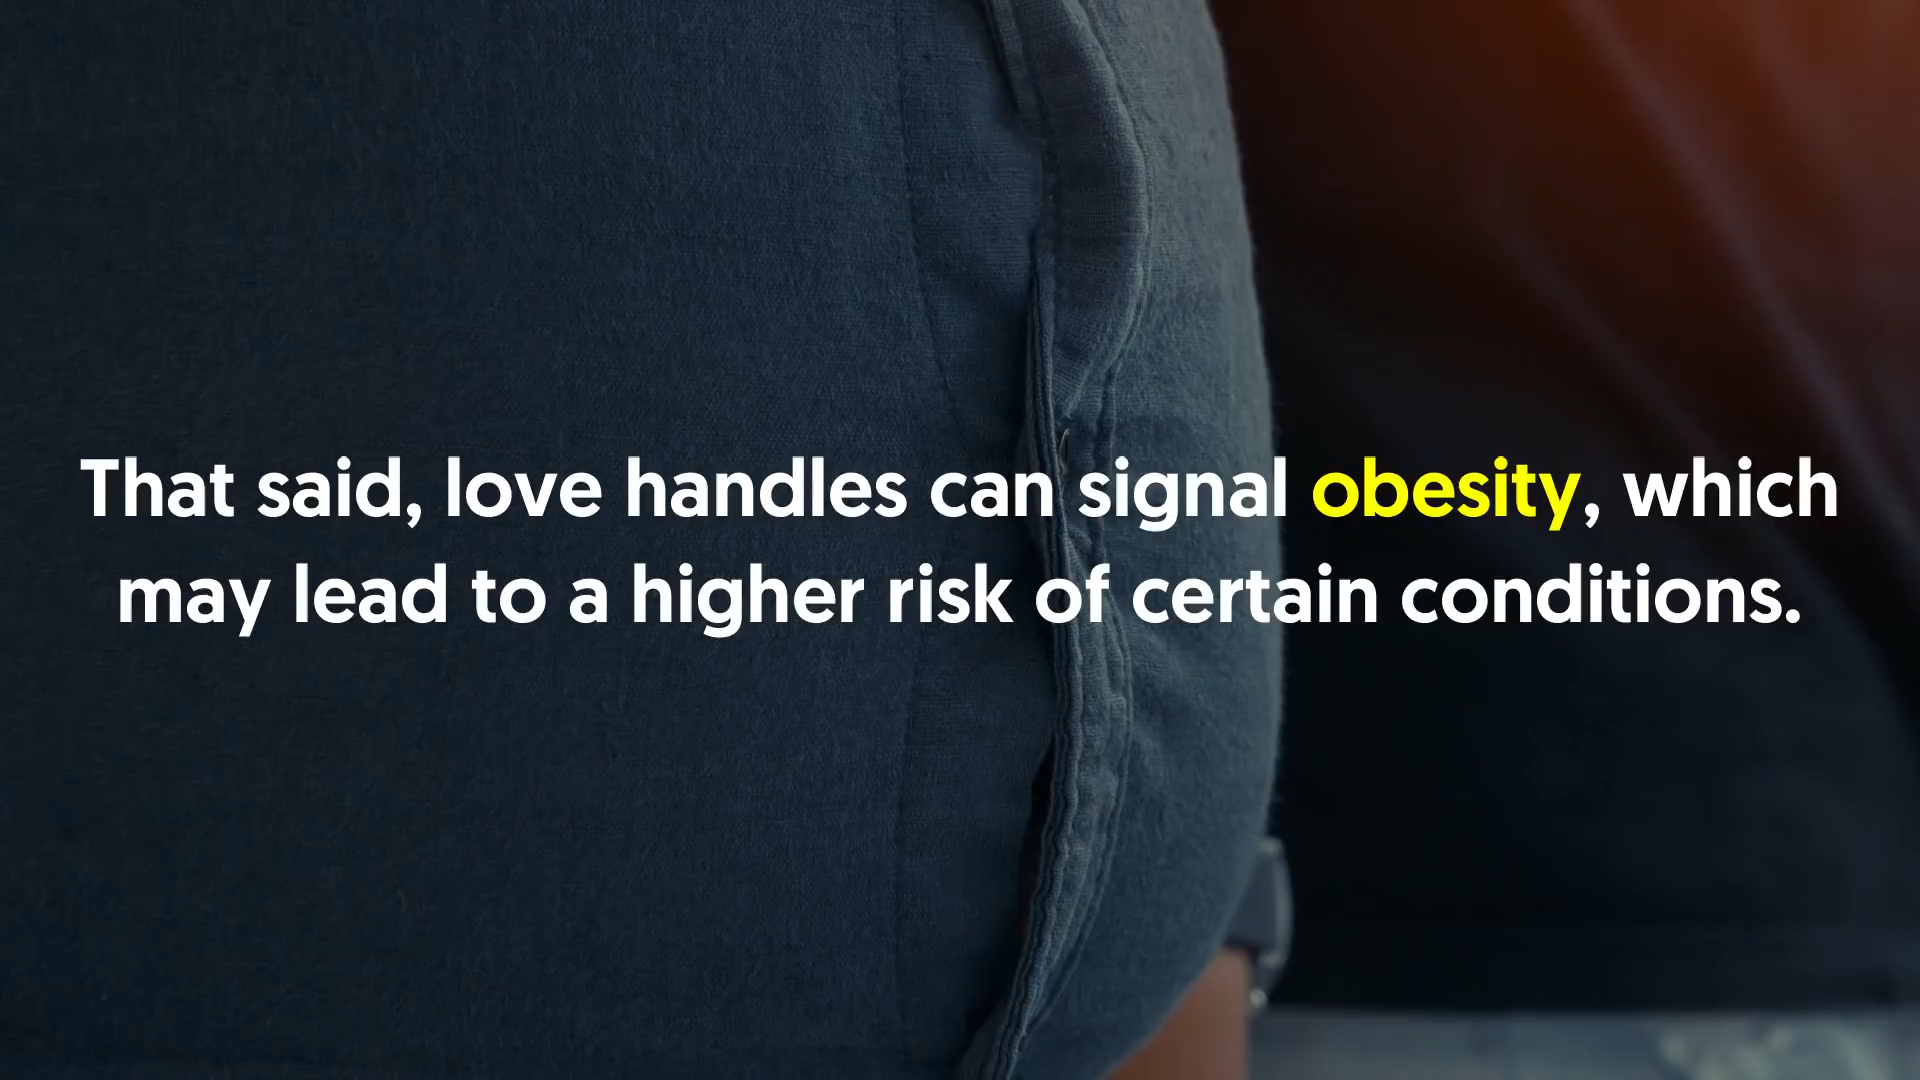 That said, love handles can signal obesity, which
may lead to a higher risk of certain conditions.